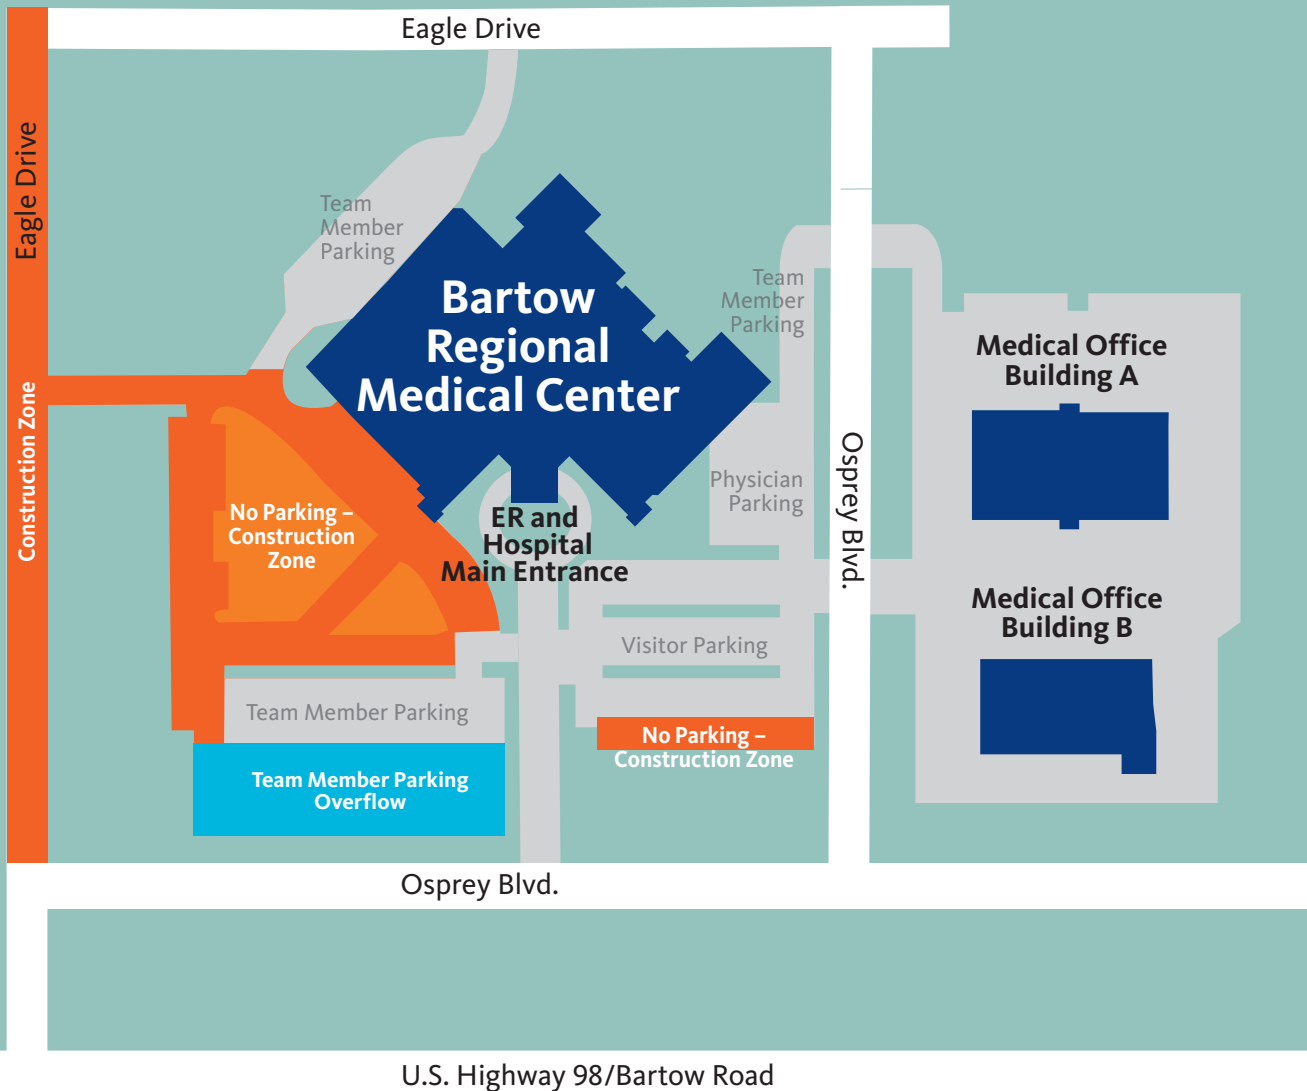 Eagle Drive
Eagle Drive
Team
Member
Parking
Bartow
Regional
Medical Center
Team
Member
Parking
Medical Office
Building A
Construction Zone
Osprey Blvd.
Physician
Parking
No Parking –
Construction
Zone
ER and
Hospital
Main Entrance
Medical Office
Building B
Visitor Parking
Team Member Parking
No Parking –
Construction Zone
Team Member Parking
Overflow
Osprey Blvd.
U.S. Highway 98/Bartow Road